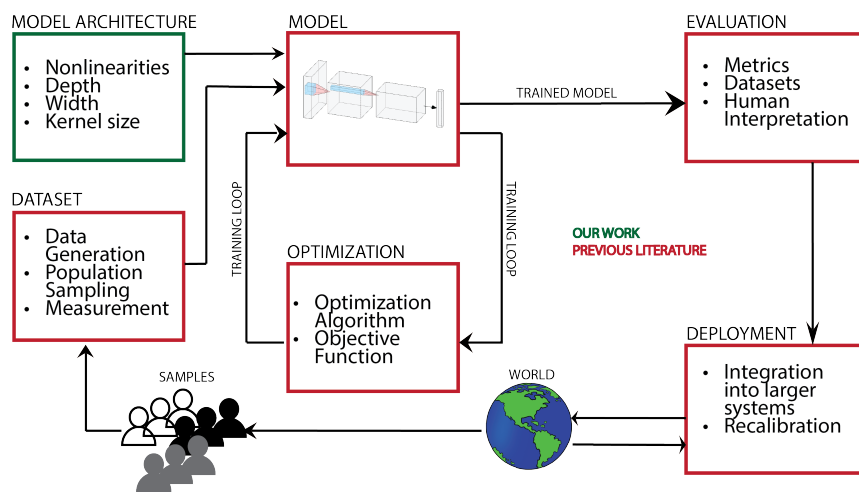 MODEL ARCHITECTURE
• Nonlinearities
• Depth
• Width
• Kernel size
MODEL
EVALUATION
• Metrics
• Datasets
• Human
Interpretation
TRAINED MODEL
DATASET
• Data
Generation
• Population
Sampling
• Measurement
TRAINING LOOP
TRAINING LOOP
OPTIMIZATION
• Optimization
Algorithm
• Objective
Function
OUR WORK
PREVIOUS LITERATURE
DEPLOYMENT
• Integration
into larger
systems
• Recalibration
SAMPLES
WORLD